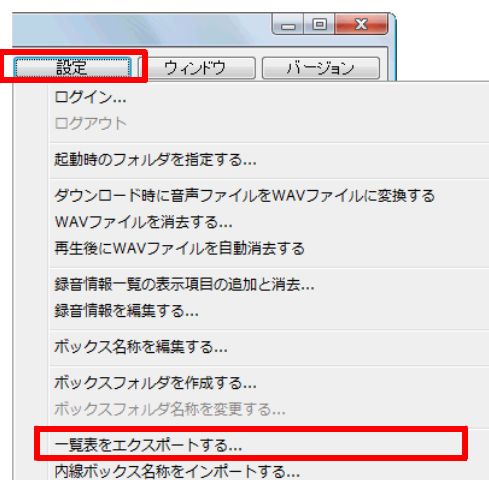 設定 ウィンドウ バージョン
ログイン...
ログアウト
起動時のフォルダを指定する...
ダウンロード時に音声ファイルをWAVファイルに変換する
WAVファイルを消去する...
再生後にWAVファイルを自動消去する
録音情報一覧の表示項目の追加と消去...
録音情報を編集する...
ボックス名称を編集する...
ボックスフォルダを作成する...
ボックスフォルダ名称を変更する...
一覧表をエクスポートする...
内線ボックス名称をインポートする...